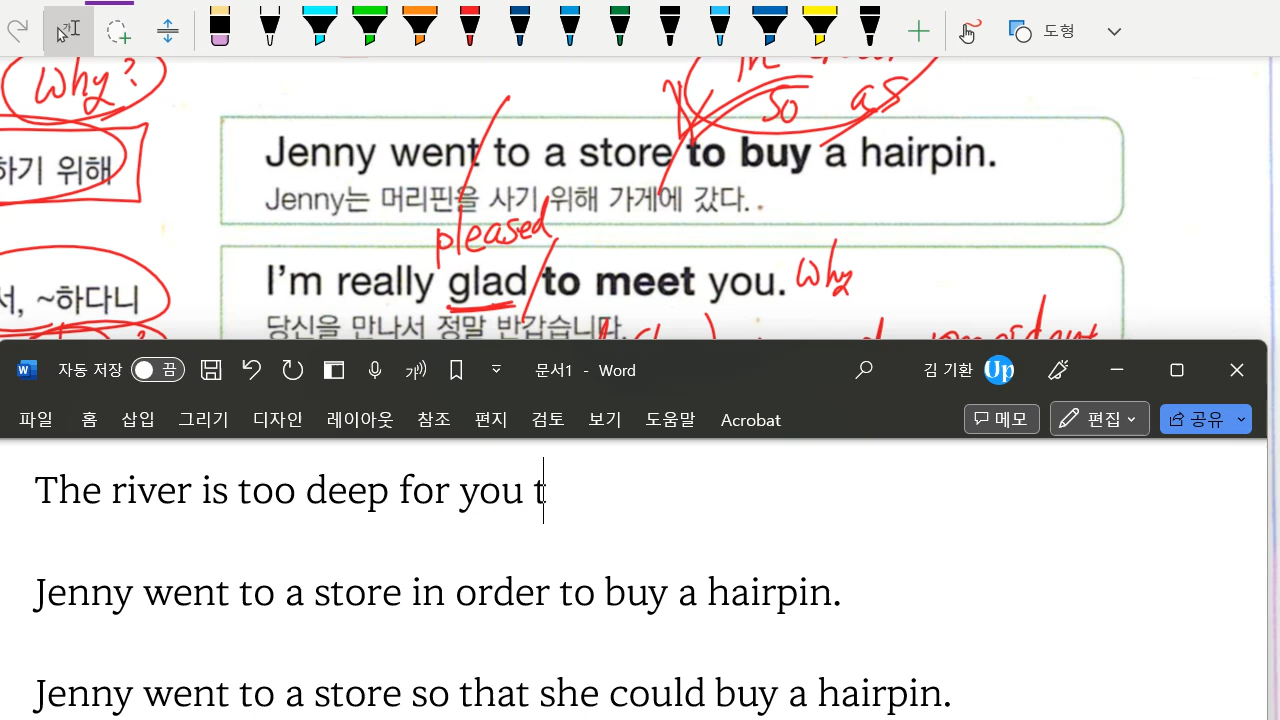 도형
Why?
in order
so as
하기 위해
Jenny went to a store to buy a hairpin.
Jenny는 머리핀을 사기 위해 가게에 갔다.
pleased
I'm really glad to meet you. Why
서, ~하다니
당신을 만나서 정말 반갑습니다.
자동 저장 끔 가)) 문서1 - Word 김 기환 Up
파일 홈 삽입 그리기 디자인 레이아웃 참조 편지 검토 보기 도움말 Acrobat 메모 편집 공유
The river is too deep for you t
Jenny went to a store in order to buy a hairpin.
Jenny went to a store so that she could buy a hairpin.